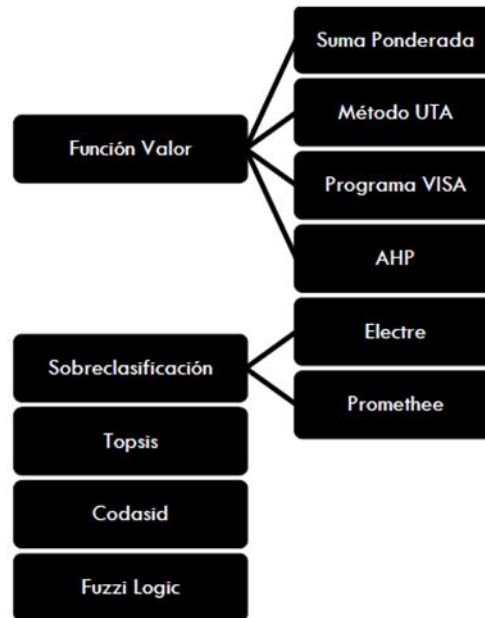 Función Valor
Suma Ponderada
Método UTA
Programa VISA
AHP
Sobreclasificación
Electre
Promethee
Topsis
Codasid
Fuzzi Logic